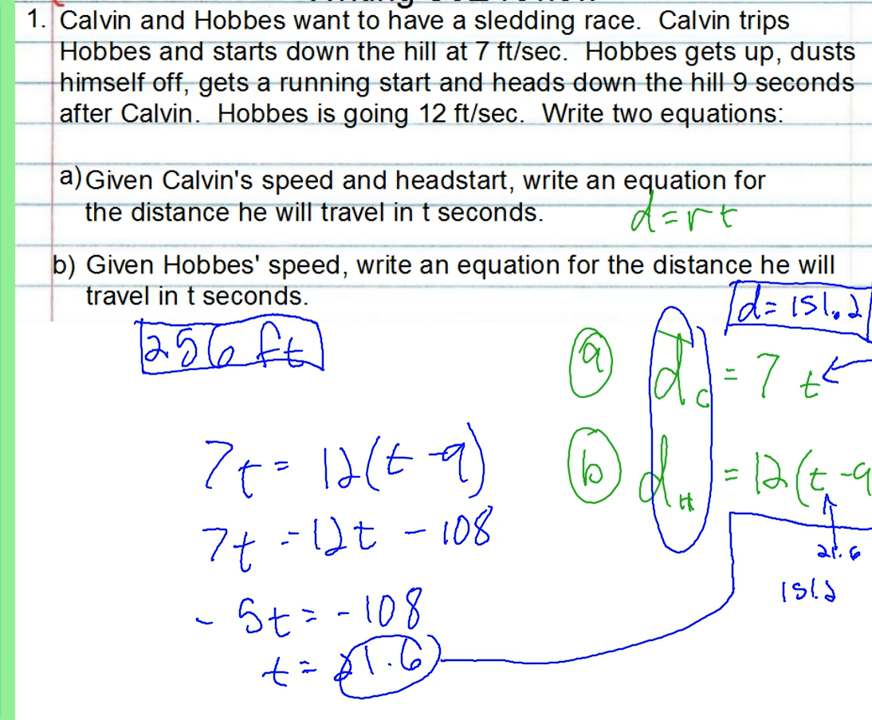 1. Calvin and Hobbes want to have a sledding race. Calvin trips
Hobbes and starts down the hill at 7 ft/sec. Hobbes gets up, dusts
himself off, gets a running start and heads down the hill 9 seconds
after Calvin. Hobbes is going 12 ft/sec. Write two equations:
a) Given Calvin's speed and headstart, write an equation for
the distance he will travel in t seconds.
d=rt
b) Given Hobbes' speed, write an equation for the distance he will
travel in t seconds.
d=151.2
256 ft
a d_c = 7t
b d_H = 12(t-9
21.6
151.2
7t = 12(t-9)
7t = 12t - 108
-5t = -108
t = 21.6